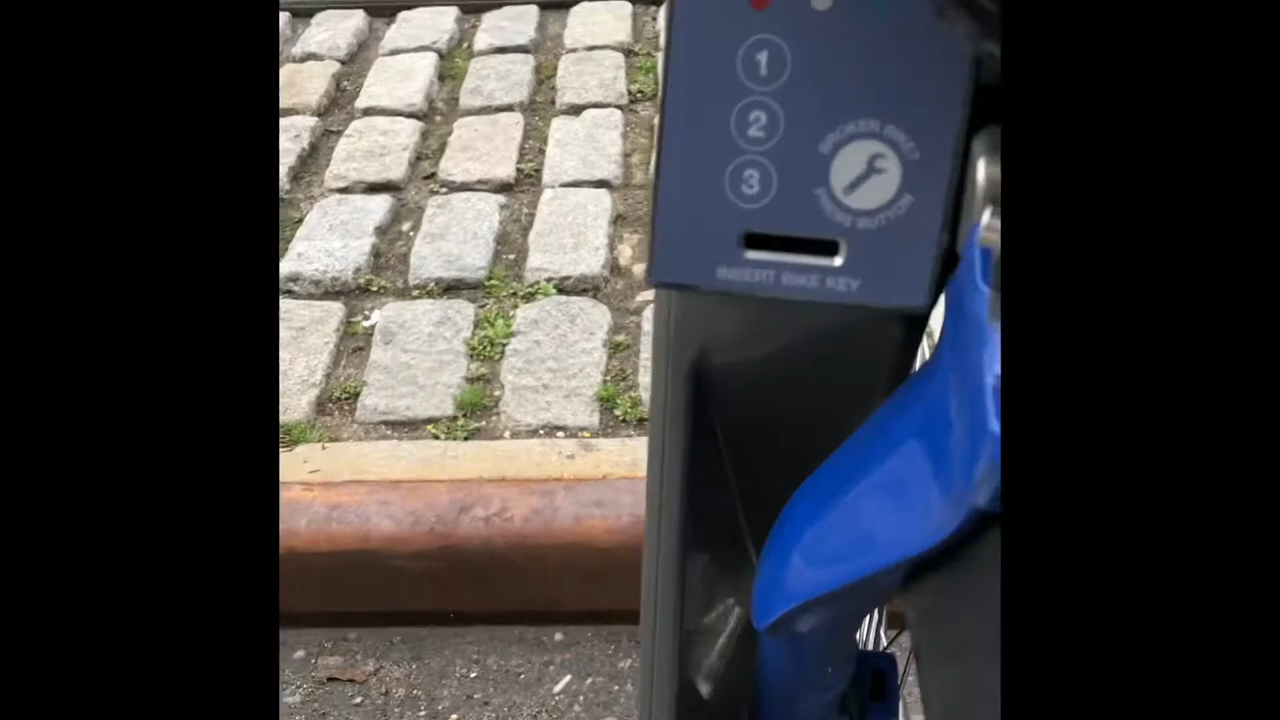 1
2
3
BROKEN BIKE?
PRESS BUTTON
INSERT BIKE KEY